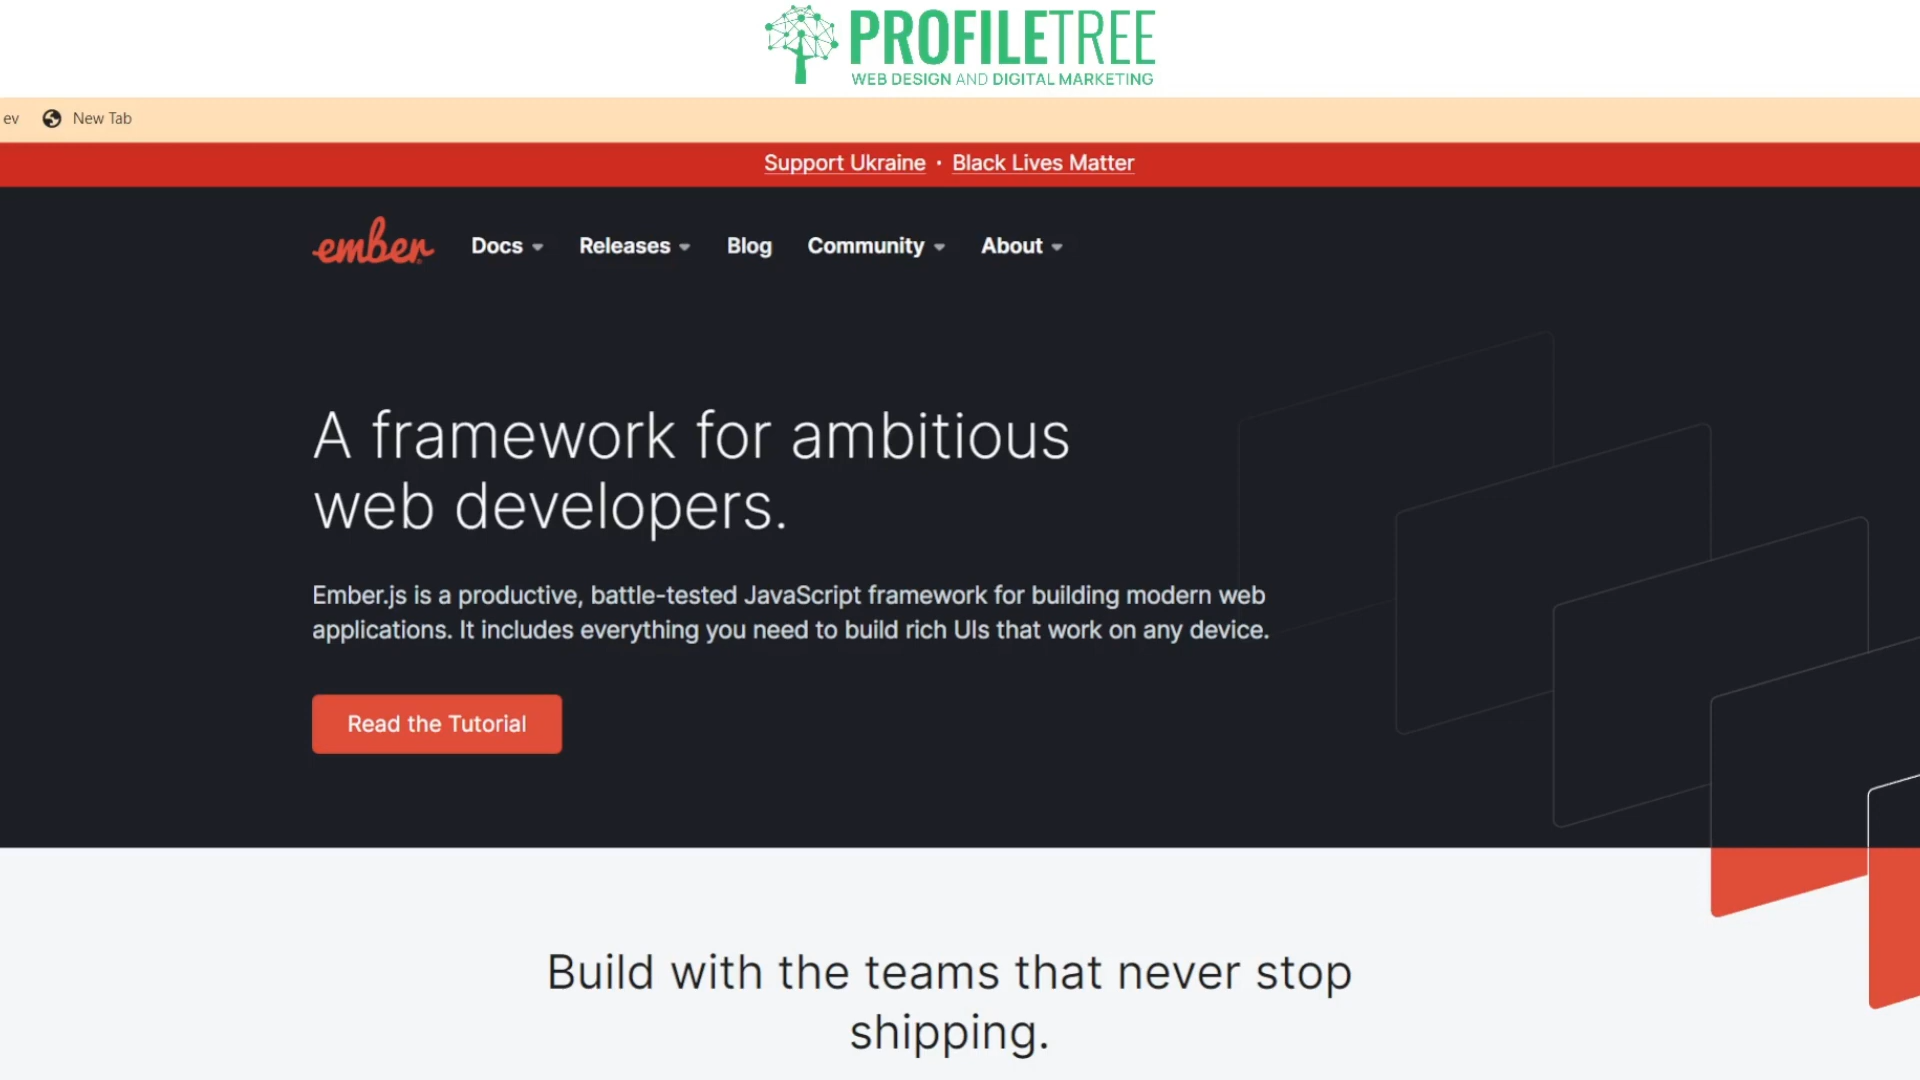 PROFILETREE
WEB DESIGN AND DIGITAL MARKETING
ev New Tab
Support Ukraine · Black Lives Matter
ember Docs Releases Blog Community About
A framework for ambitious
web developers.
Ember.js is a productive, battle-tested JavaScript framework for building modern web
applications. It includes everything you need to build rich UIs that work on any device.
Read the Tutorial
Build with the teams that never stop
shipping.